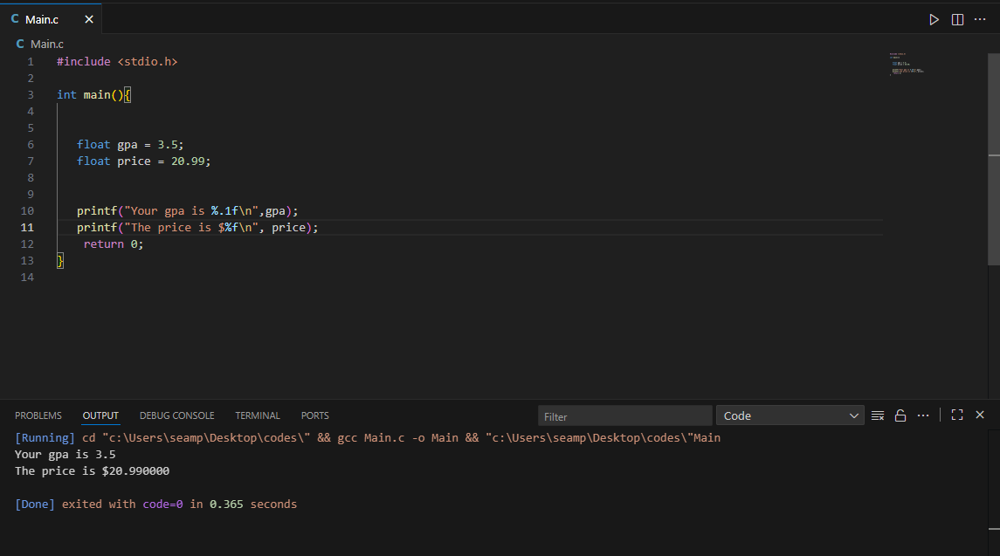 C Main.c ×
C Main.c
1 #include <stdio.h>
2
3 int main(){
4
5
6 float gpa = 3.5;
7 float price = 20.99;
8
9
10 printf("Your gpa is %.1f\n",gpa);
11 printf("The price is $%f\n", price);
12 return 0;
13 }
14
PROBLEMS OUTPUT DEBUG CONSOLE TERMINAL PORTS Filter Code
[Running] cd "c:\Users\seamp\Desktop\codes\" && gcc Main.c -o Main && "c:\Users\seamp\Desktop\codes\"Main
Your gpa is 3.5
The price is $20.990000
[Done] exited with code=0 in 0.365 seconds